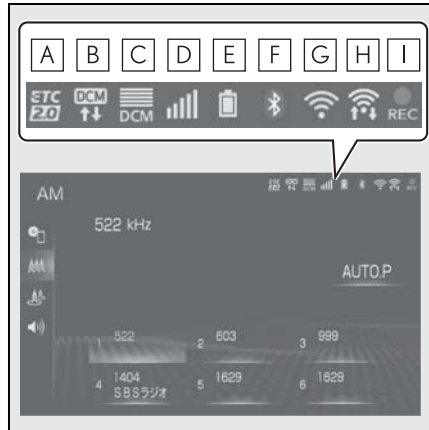 A B C D E F G H I
ETC 2.0 DCM DCM REC
AM
522 kHz
AUTO.P
1 522 2 603 3 999
4 1404 SBSラジオ 5 1629 6 1629